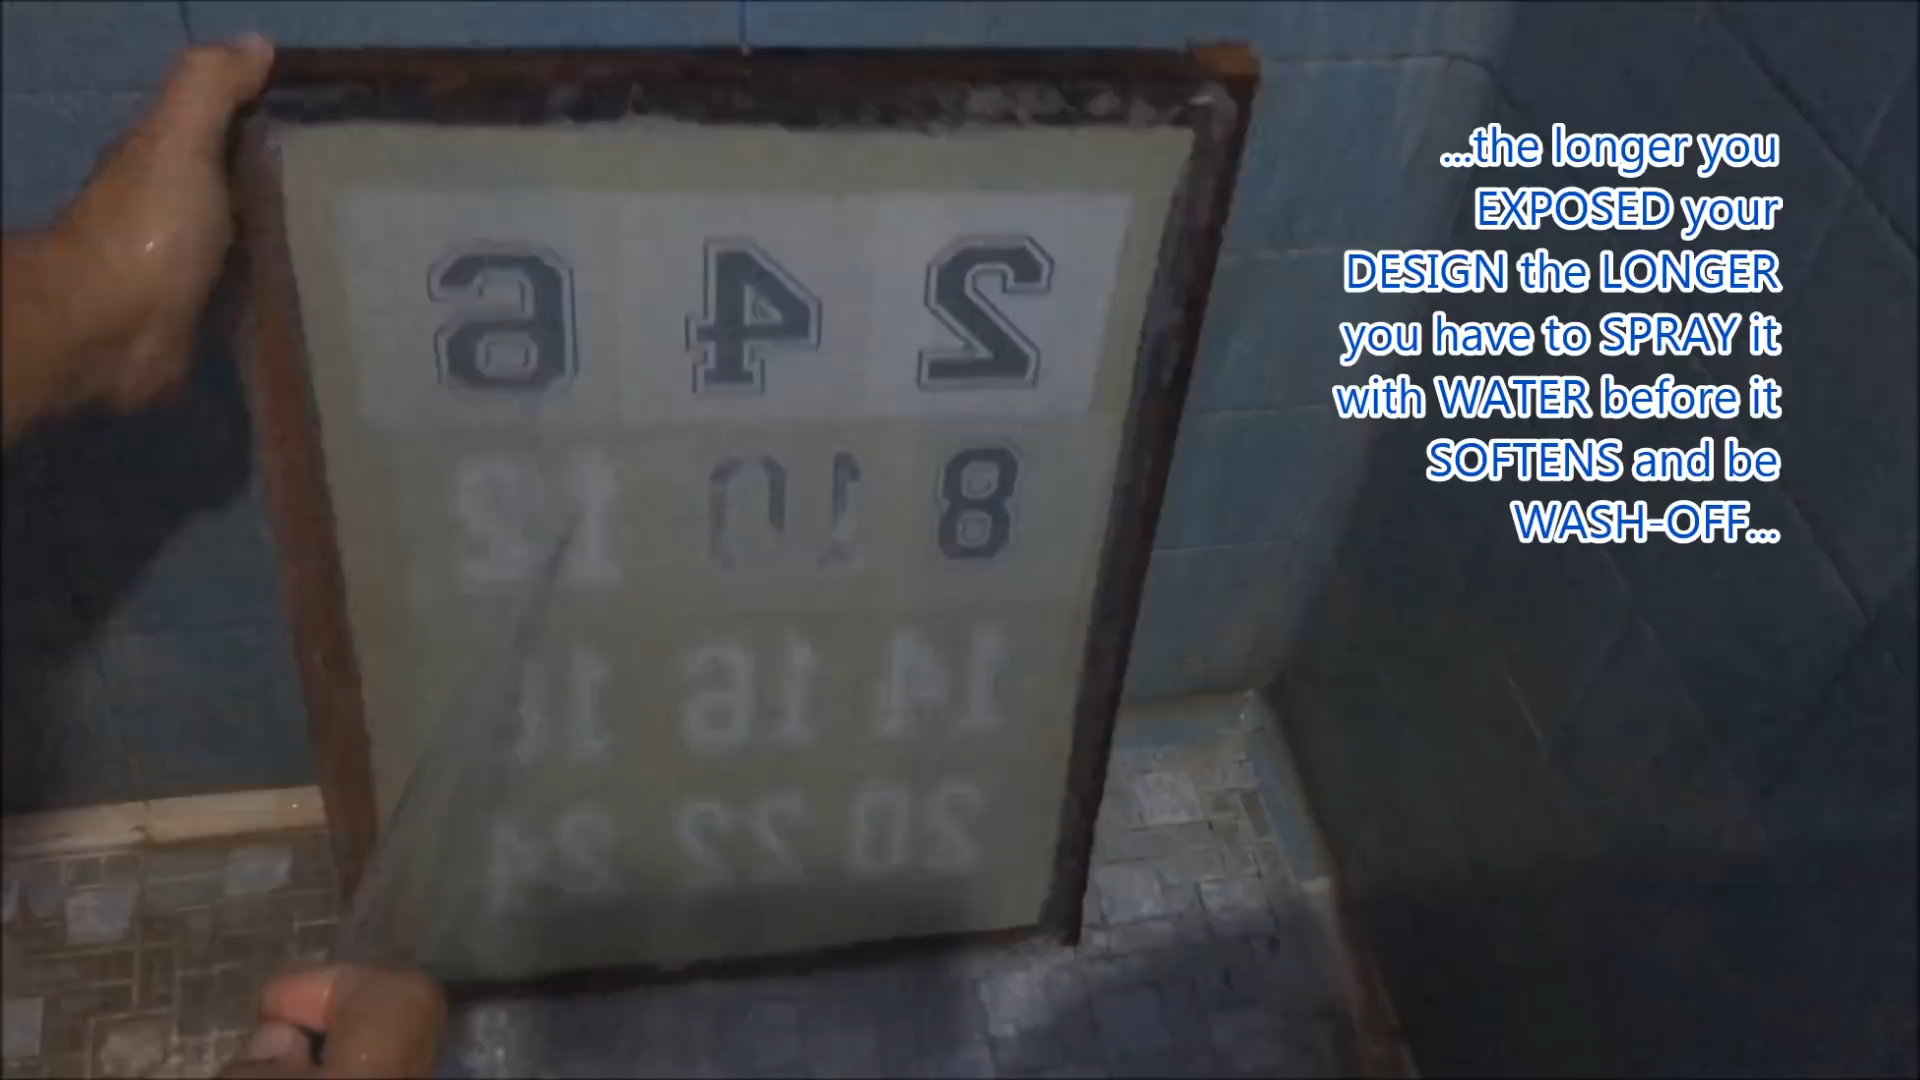 ...the longer you
EXPOSED your
DESIGN the LONGER
you have to SPRAY it
with WATER before it
SOFTENS and be
WASH-OFF...
6 4 2
12 10 8
16 14
24 22 20